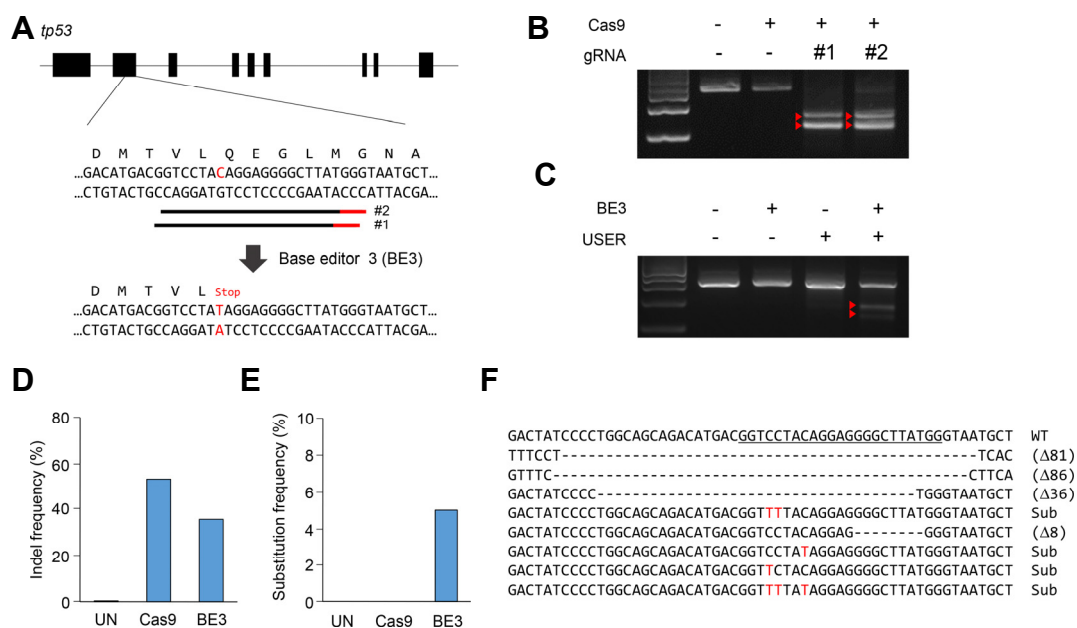 A
tp53
D M T V L Q E G L M G N A
…GACATGACGGTCCTACAGGAGGGGCTTATGGGTAATGCT…
…CTGTACTGCCAGGATGTCCTCCCCGAATACCCATTACGA…
#2
#1
Base editor 3 (BE3)
D M T V L Stop
…GACATGACGGTCCTATAGGAGGGGCTTATGGGTAATGCT…
…CTGTACTGCCAGGATATCCTCCCCGAATACCCATTACGA…
B
Cas9 - + + +
gRNA - - #1 #2
C
BE3 - + - +
USER - - + +
D
Indel frequency (%)
80
60
40
20
0
UN Cas9 BE3
E
Substitution frequency (%)
10
8
6
4
2
0
UN Cas9 BE3
F
GACTATCCCCTGGCAGCAGACATGACGGTCCTACAGGAGGGGCTTATGGGTAATGCT WT
TTTCCT-----------------------------------------------TCAC (Δ81)
GTTTC-----------------------------------------------CTTCA (Δ86)
GACTATCCCC------------------------------------TGGGTAATGCT (Δ36)
GACTATCCCCTGGCAGCAGACATGACGGTTTTACAGGAGGGGCTTATGGGTAATGCT Sub
GACTATCCCCTGGCAGCAGACATGACGGTCCTACAGGAG--------GGGTAATGCT (Δ8)
GACTATCCCCTGGCAGCAGACATGACGGTCCTATAGGAGGGGCTTATGGGTAATGCT Sub
GACTATCCCCTGGCAGCAGACATGACGGTTCTACAGGAGGGGCTTATGGGTAATGCT Sub
GACTATCCCCTGGCAGCAGACATGACGGTTTTATAGGAGGGGCTTATGGGTAATGCT Sub